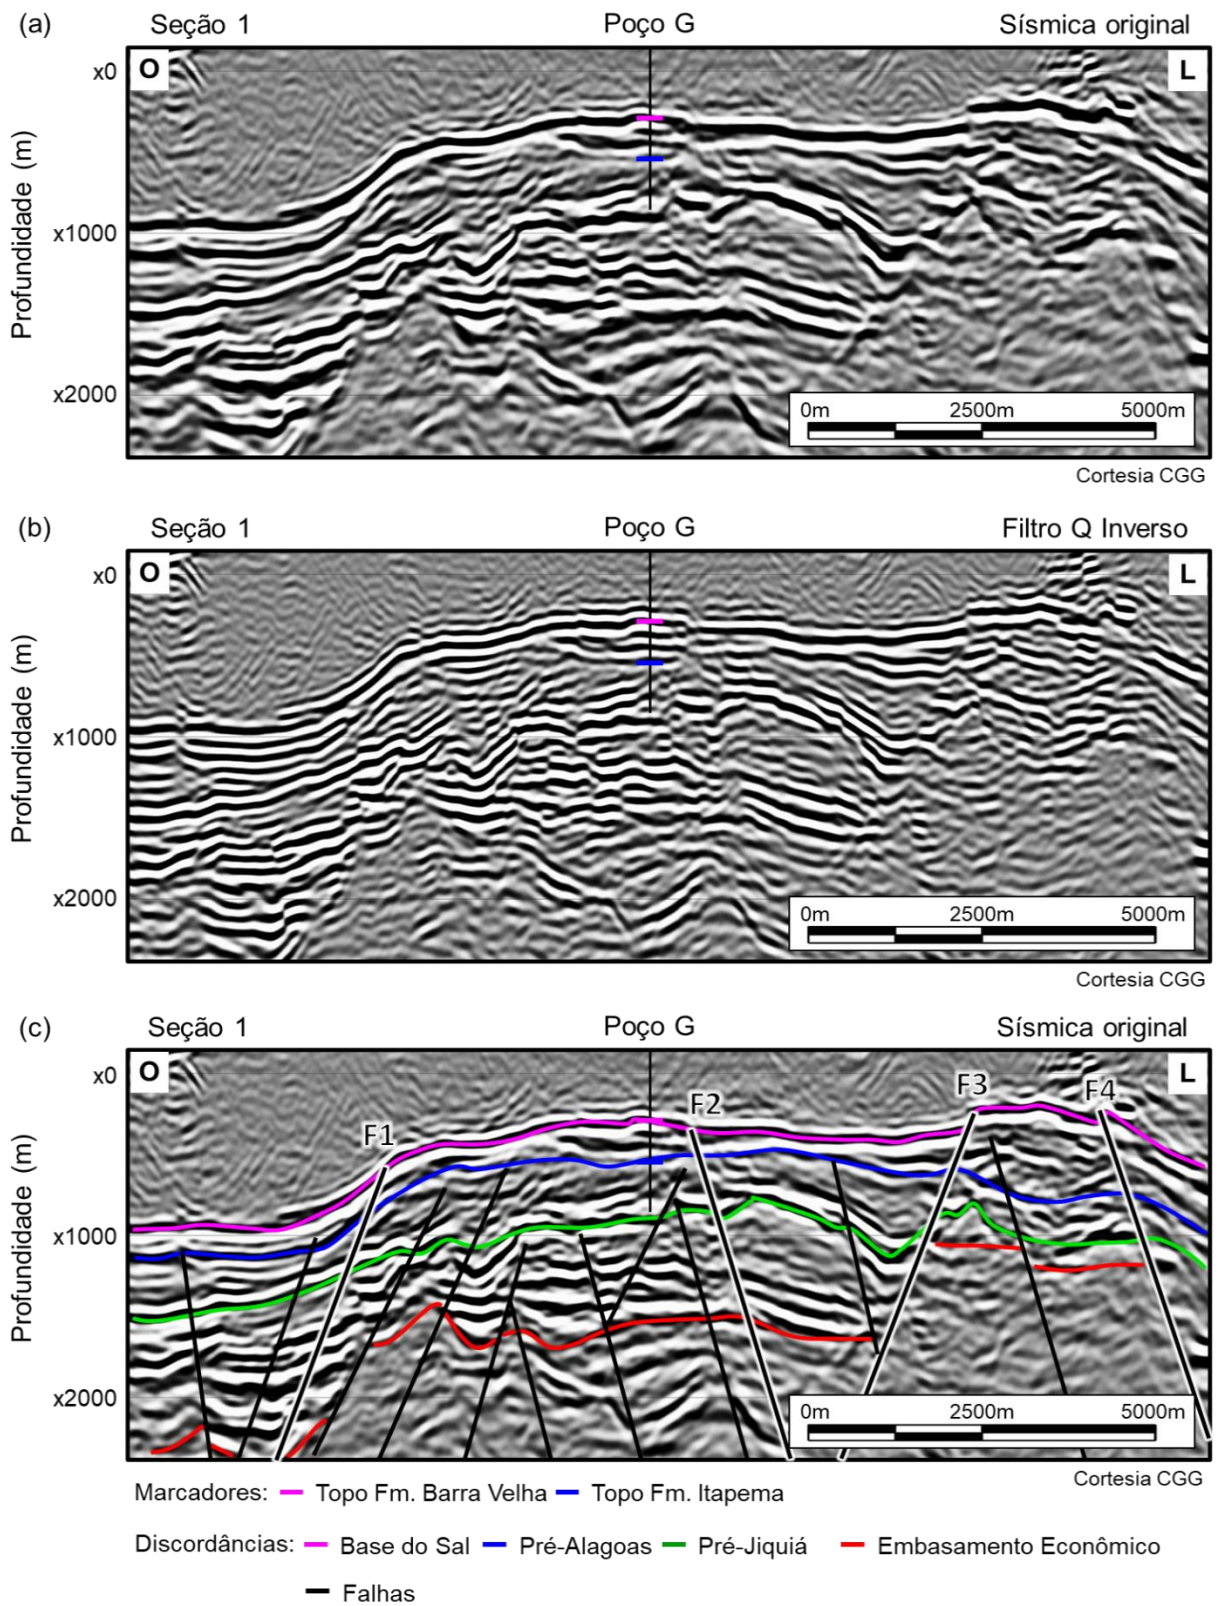 (a) Seção 1 Poço G Sísmica original
O L
x0
x1000
x2000
Profundidade (m)
0m 2500m 5000m
Cortesia CGG
(b) Seção 1 Poço G Filtro Q Inverso
O L
x0
x1000
x2000
Profundidade (m)
0m 2500m 5000m
Cortesia CGG
(c) Seção 1 Poço G Sísmica original
O L
x0
F1 F2 F3 F4
x1000
x2000
Profundidade (m)
0m 2500m 5000m
Cortesia CGG
Marcadores: Topo Fm. Barra Velha Topo Fm. Itapema
Discordâncias: Base do Sal Pré-Alagoas Pré-Jiquiá Embasamento Econômico
Falhas